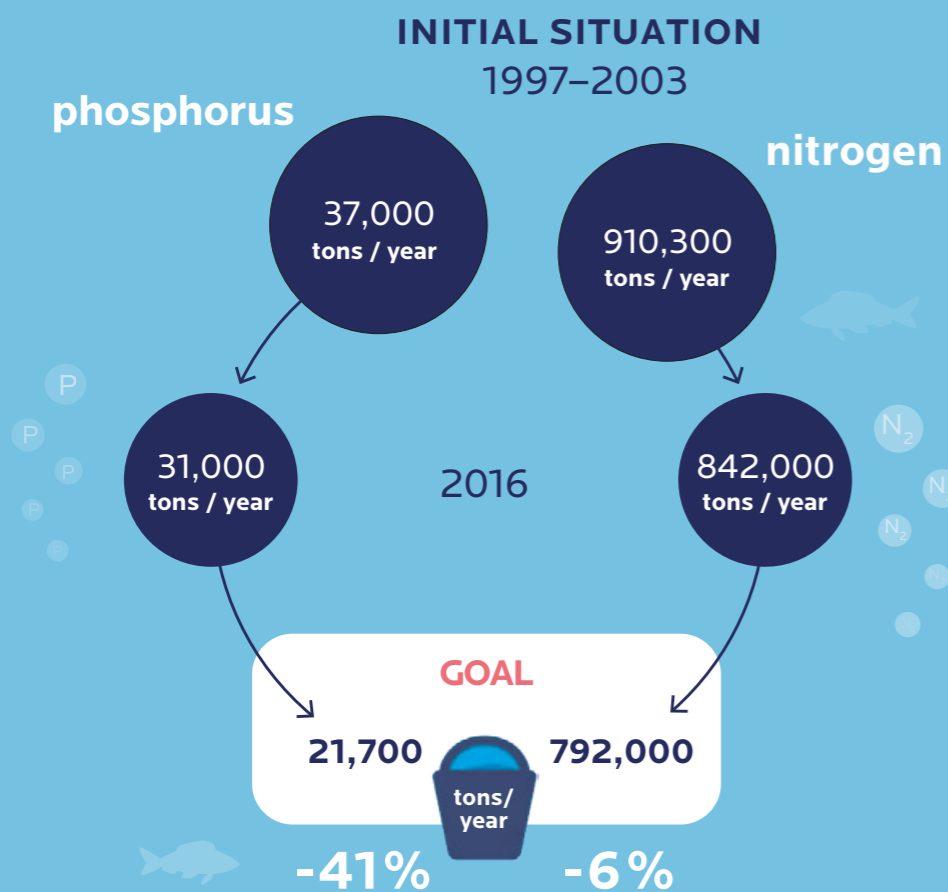 INITIAL SITUATION
1997–2003
phosphorus
nitrogen
37,000
tons / year
910,300
tons / year
P
P
P
P
31,000
tons / year
2016
842,000
tons / year
N₂
N
N₂
GOAL
21,700
792,000
tons/
year
-41%
-6%